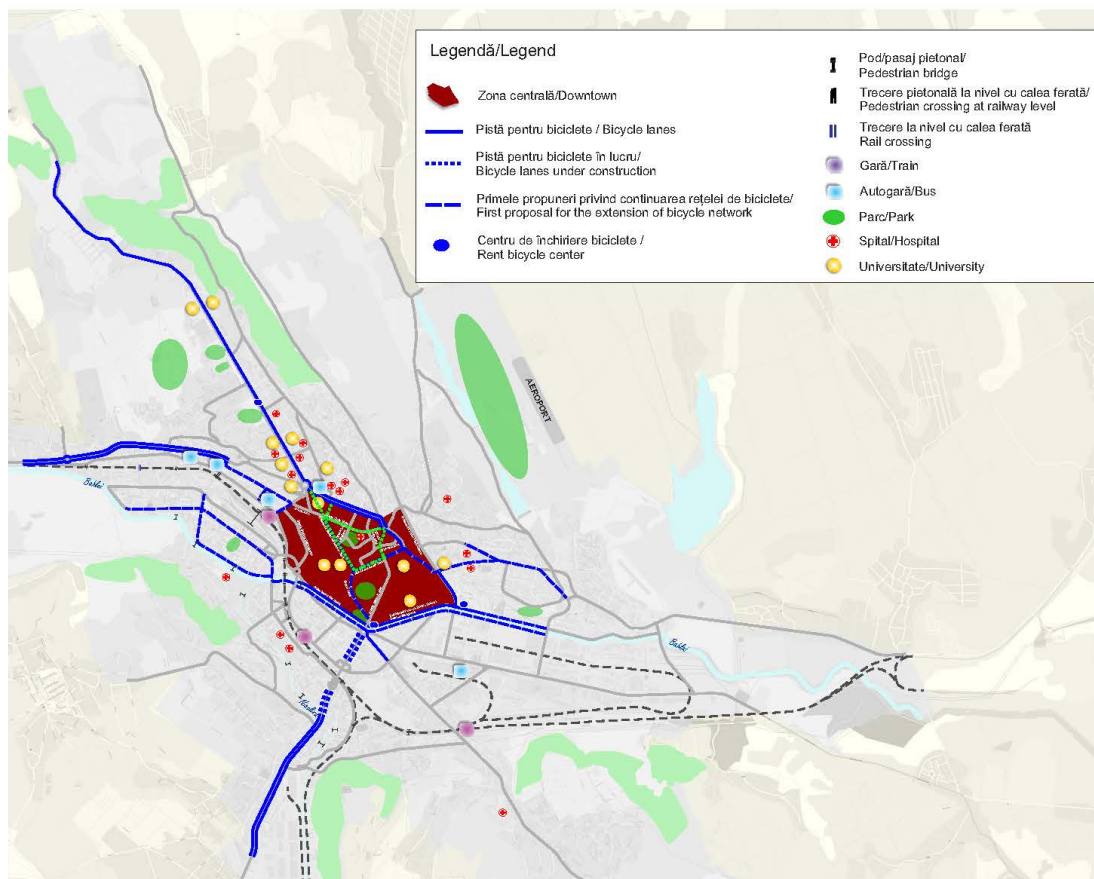 Legendă/Legend
Zona centrală/Downtown
Pistă pentru biciclete / Bicycle lanes
Pistă pentru biciclete în lucru/
Bicycle lanes under construction
Primele propuneri privind continuarea rețelei de biciclete/
First proposal for the extension of bicycle network
Centru de închiriere biciclete /
Rent bicycle center
Pod/pasaj pietonal/
Pedestrian bridge
Trecere pietonală la nivel cu calea ferată/
Pedestrian crossing at railway level
Trecere la nivel cu calea ferată
Rail crossing
Gară/Train
Autogară/Bus
Parc/Park
Spital/Hospital
Universitate/University
AEROPORT
Bahlui
Bahlui